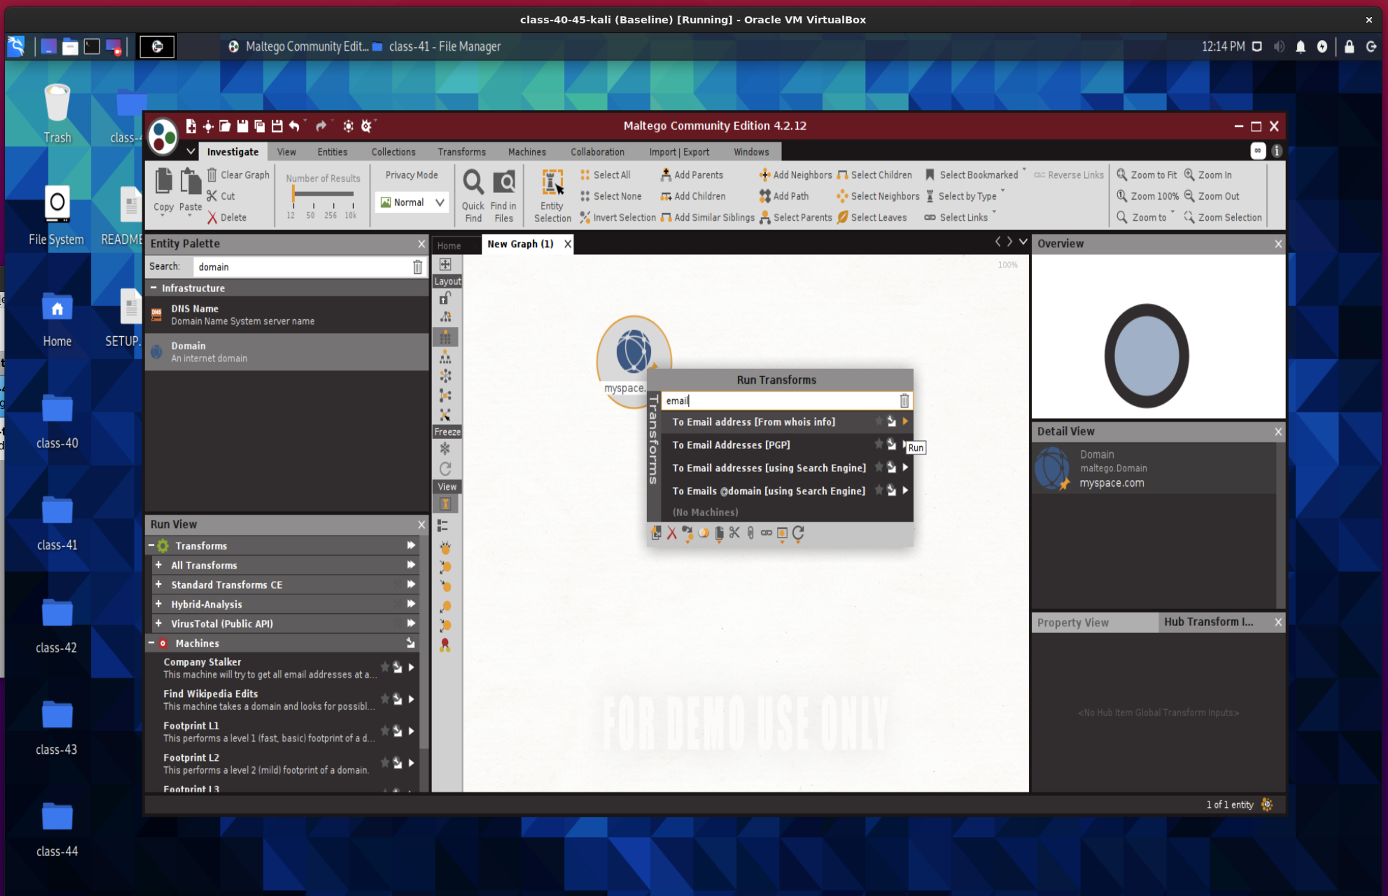 class-40-45-kali (Baseline) [Running] - Oracle VM VirtualBox
Maltego Community Edit... class-41 - File Manager 12:14 PM
Trash
File System README
Home SETUP.
class-40
class-41
class-42
class-43
class-44
Maltego Community Edition 4.2.12
Investigate View Entities Collections Transforms Machines Collaboration Import | Export Windows
Copy Paste
Clear Graph
Cut
Delete
Number of Results
12 50 256 10k
Privacy Mode
Normal
Quick Find
Find in Files
Entity Selection
Select All
Select None
Invert Selection
Add Parents
Add Children
Add Similar Siblings
Add Neighbors
Add Path
Select Parents
Select Children
Select Neighbors
Select Leaves
Select Bookmarked
Select by Type
Select Links
Reverse Links
Zoom to Fit
Zoom 100%
Zoom to
Zoom In
Zoom Out
Zoom Selection
Entity Palette
Search: domain
Infrastructure
DNS Name
Domain Name System server name
Domain
An internet domain
Run View
Transforms
All Transforms
Standard Transforms CE
Hybrid-Analysis
VirusTotal (Public API)
Machines
Company Stalker
This machine will try to get all email addresses at a...
Find Wikipedia Edits
This machine takes a domain and looks for possibl...
Footprint L1
This performs a level 1 (fast, basic) footprint of a d...
Footprint L2
This performs a level 2 (mild) footprint of a domain.
Footprint L3
Home New Graph (1)
Layout
Freeze
View
100%
myspace.
Run Transforms
Transforms
email
To Email address [From whois info]
To Email Addresses [PGP]
Run
To Email addresses [using Search Engine]
To Emails @domain [using Search Engine]
(No Machines)
FOR DEMO USE ONLY
Overview
Detail View
Domain
maltego.Domain
myspace.com
Property View Hub Transform I...
<No Hub Item Global Transform Inputs>
1 of 1 entity